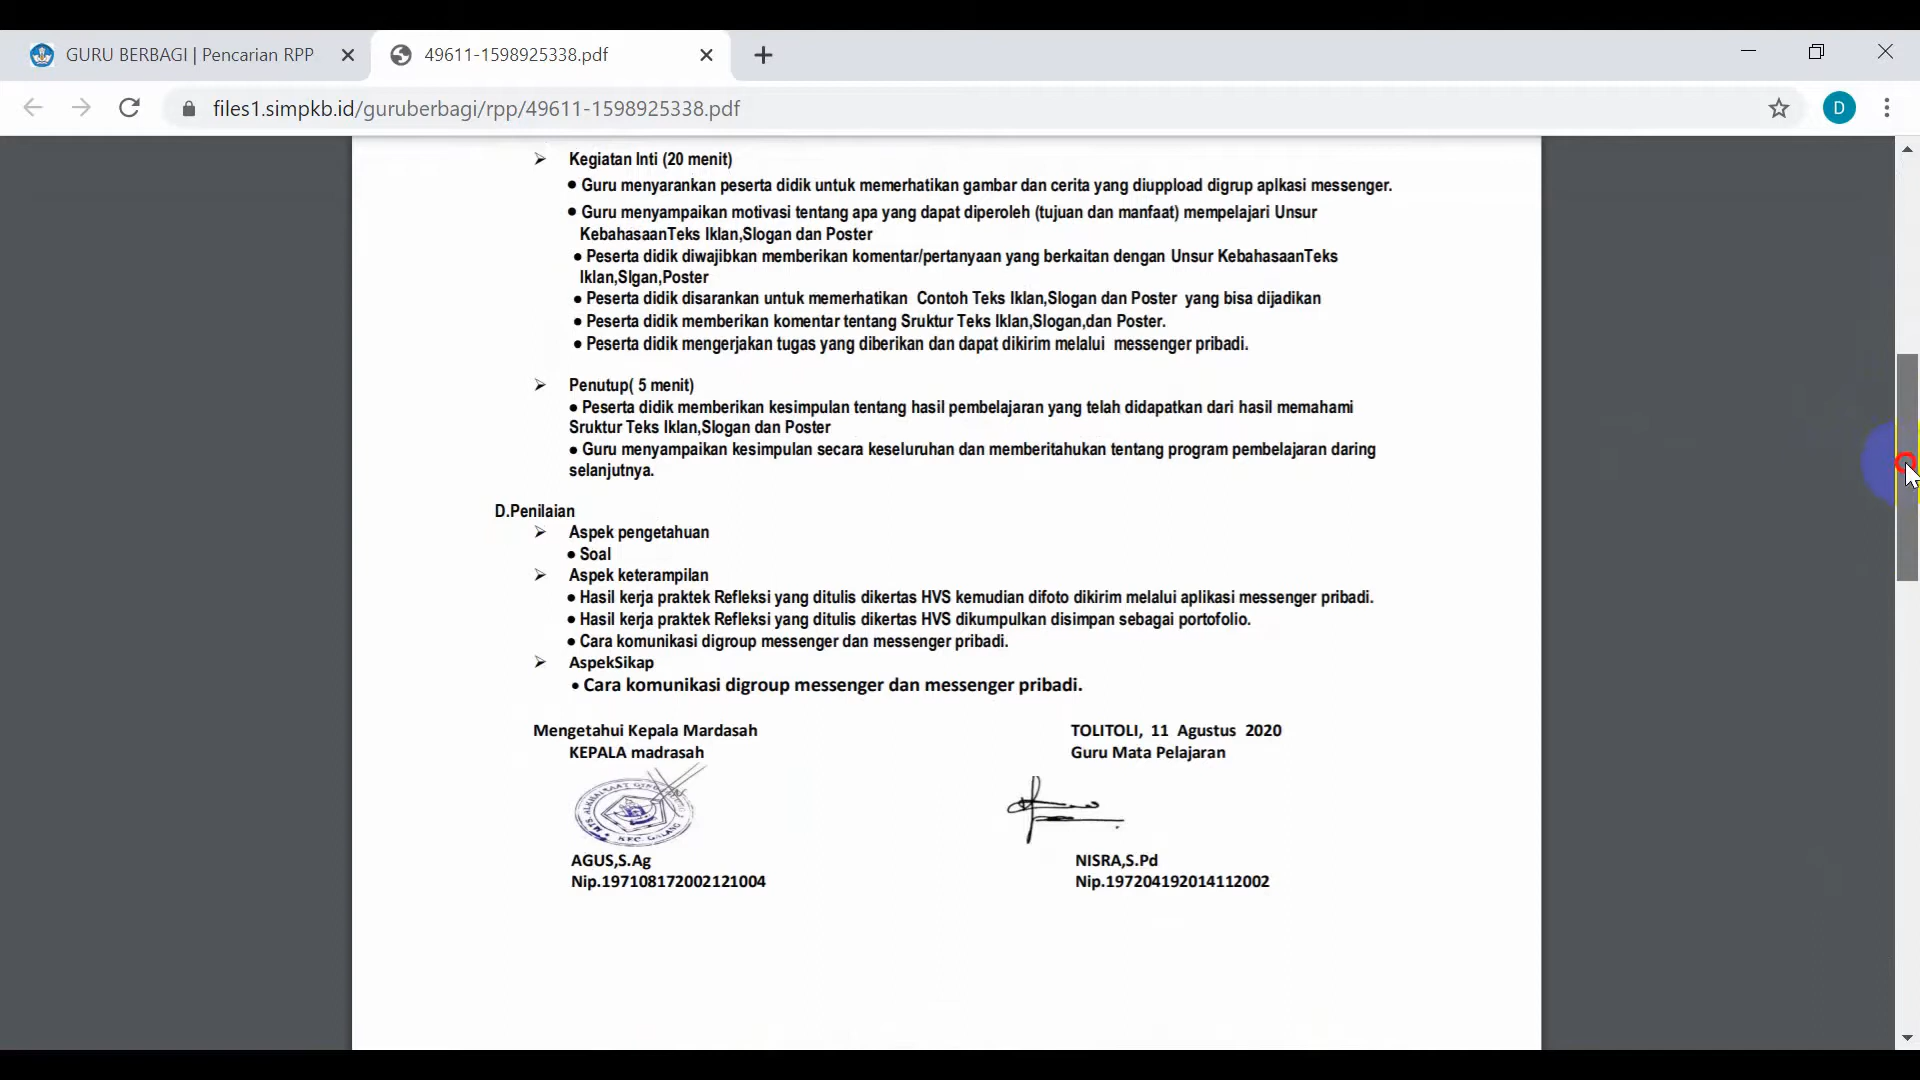 GURU BERBAGI | Pencarian RPP
49611-1598925338.pdf
files1.simpkb.id/guruberbagi/rpp/49611-1598925338.pdf
D
➢ Kegiatan Inti (20 menit)
● Guru menyarankan peserta didik untuk memerhatikan gambar dan cerita yang diuppload digrup aplkasi messenger.
● Guru menyampaikan motivasi tentang apa yang dapat diperoleh (tujuan dan manfaat) mempelajari Unsur
KebahasaanTeks Iklan,Slogan dan Poster
● Peserta didik diwajibkan memberikan komentar/pertanyaan yang berkaitan dengan Unsur KebahasaanTeks
Iklan,Slgan,Poster
● Peserta didik disarankan untuk memerhatikan Contoh Teks Iklan,Slogan dan Poster yang bisa dijadikan
● Peserta didik memberikan komentar tentang Sruktur Teks Iklan,Slogan,dan Poster.
● Peserta didik mengerjakan tugas yang diberikan dan dapat dikirim melalui messenger pribadi.
➢ Penutup( 5 menit)
● Peserta didik memberikan kesimpulan tentang hasil pembelajaran yang telah didapatkan dari hasil memahami
Sruktur Teks Iklan,Slogan dan Poster
● Guru menyampaikan kesimpulan secara keseluruhan dan memberitahukan tentang program pembelajaran daring
selanjutnya.
D.Penilaian
➢ Aspek pengetahuan
● Soal
➢ Aspek keterampilan
● Hasil kerja praktek Refleksi yang ditulis dikertas HVS kemudian difoto dikirim melalui aplikasi messenger pribadi.
● Hasil kerja praktek Refleksi yang ditulis dikertas HVS dikumpulkan disimpan sebagai portofolio.
● Cara komunikasi digroup messenger dan messenger pribadi.
➢ AspekSikap
● Cara komunikasi digroup messenger dan messenger pribadi.
Mengetahui Kepala Mardasah
KEPALA madrasah
TOLITOLI, 11 Agustus 2020
Guru Mata Pelajaran
KEC. GALANG
AGUS,S.Ag
Nip.197108172002121004
NISRA,S.Pd
Nip.197204192014112002